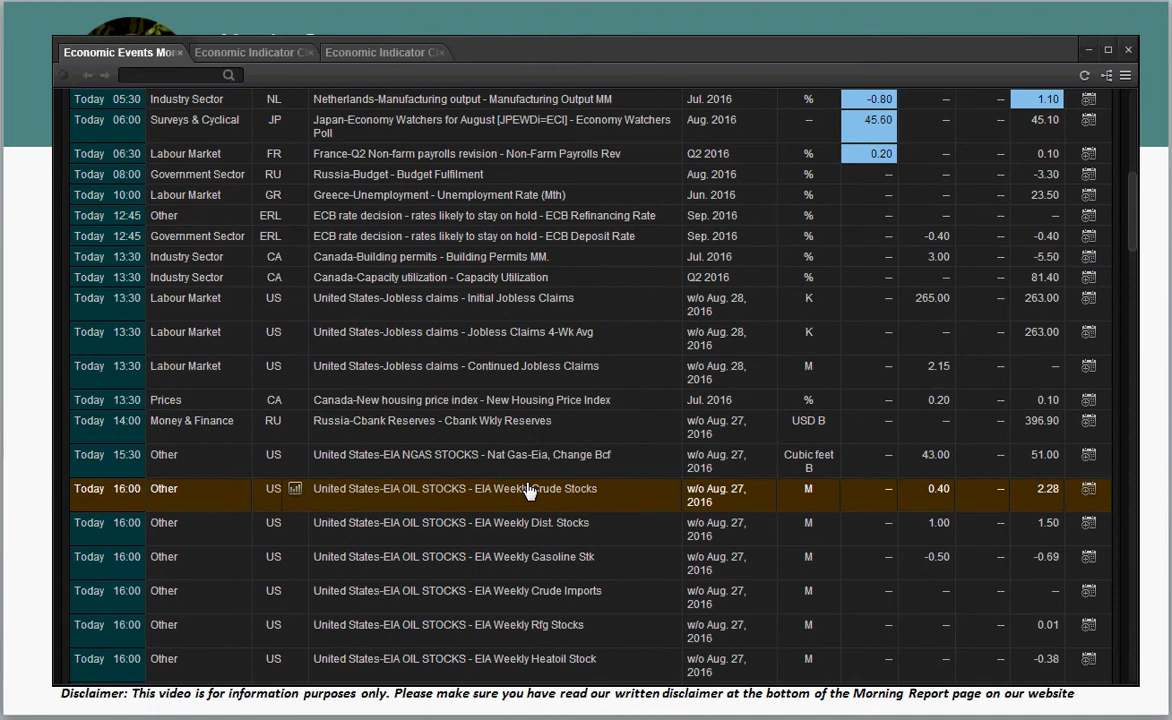 Economic Events Mor × Economic Indicator C × Economic Indicator C ×
Today 05:30 Industry Sector NL Netherlands-Manufacturing output - Manufacturing Output MM Jul. 2016 % -0.80 -- -- 1.10
Today 06:00 Surveys & Cyclical JP Japan-Economy Watchers for August [JPEWDi=ECI] - Economy Watchers Aug. 2016 -- 45.60 -- -- 45.10
Poll
Today 06:30 Labour Market FR France-Q2 Non-farm payrolls revision - Non-Farm Payrolls Rev Q2 2016 % 0.20 -- -- 0.10
Today 08:00 Government Sector RU Russia-Budget - Budget Fulfilment Aug. 2016 -- -- -- -- -3.30
Today 10:00 Labour Market GR Greece-Unemployment - Unemployment Rate (Mth) Jun. 2016 % -- -- -- 23.50
Today 12:45 Other ERL ECB rate decision - rates likely to stay on hold - ECB Refinancing Rate Sep. 2016 % -- -- -- --
Today 12:45 Government Sector ERL ECB rate decision - rates likely to stay on hold - ECB Deposit Rate Sep. 2016 % -- -0.40 -- -0.40
Today 13:30 Industry Sector CA Canada-Building permits - Building Permits MM. Jul. 2016 % -- 3.00 -- -5.50
Today 13:30 Industry Sector CA Canada-Capacity utilization - Capacity Utilization Q2 2016 % -- -- -- 81.40
Today 13:30 Labour Market US United States-Jobless claims - Initial Jobless Claims w/o Aug. 28, K -- 265.00 -- 263.00
2016
Today 13:30 Labour Market US United States-Jobless claims - Jobless Claims 4-Wk Avg w/o Aug. 28, K -- -- -- 263.00
2016
Today 13:30 Labour Market US United States-Jobless claims - Continued Jobless Claims w/o Aug. 27, M -- 2.15 -- --
2016
Today 13:30 Prices CA Canada-New housing price index - New Housing Price Index Jul. 2016 % -- 0.20 -- 0.10
Today 14:00 Money & Finance RU Russia-Cbank Reserves - Cbank Wkly Reserves w/o Aug. 27, USD B -- -- -- 396.90
2016
Today 15:30 Other US United States-EIA NGAS STOCKS - Nat Gas-Eia, Change Bcf w/o Aug. 27, Cubic feet -- 43.00 -- 51.00
2016 B
Today 16:00 Other US United States-EIA OIL STOCKS - EIA Weekly Crude Stocks w/o Aug. 27, M -- 0.40 -- 2.28
2016
Today 16:00 Other US United States-EIA OIL STOCKS - EIA Weekly Dist. Stocks w/o Aug. 27, M -- 1.00 -- 1.50
2016
Today 16:00 Other US United States-EIA OIL STOCKS - EIA Weekly Gasoline Stk w/o Aug. 27, M -- -0.50 -- -0.69
2016
Today 16:00 Other US United States-EIA OIL STOCKS - EIA Weekly Crude Imports w/o Aug. 27, M -- -- -- --
2016
Today 16:00 Other US United States-EIA OIL STOCKS - EIA Weekly Rfg Stocks w/o Aug. 27, M -- -- -- 0.01
2016
Today 16:00 Other US United States-EIA OIL STOCKS - EIA Weekly Heatoil Stock w/o Aug. 27, M -- -- -- -0.38
2016
Disclaimer: This video is for information purposes only. Please make sure you have read our written disclaimer at the bottom of the Morning Report page on our website